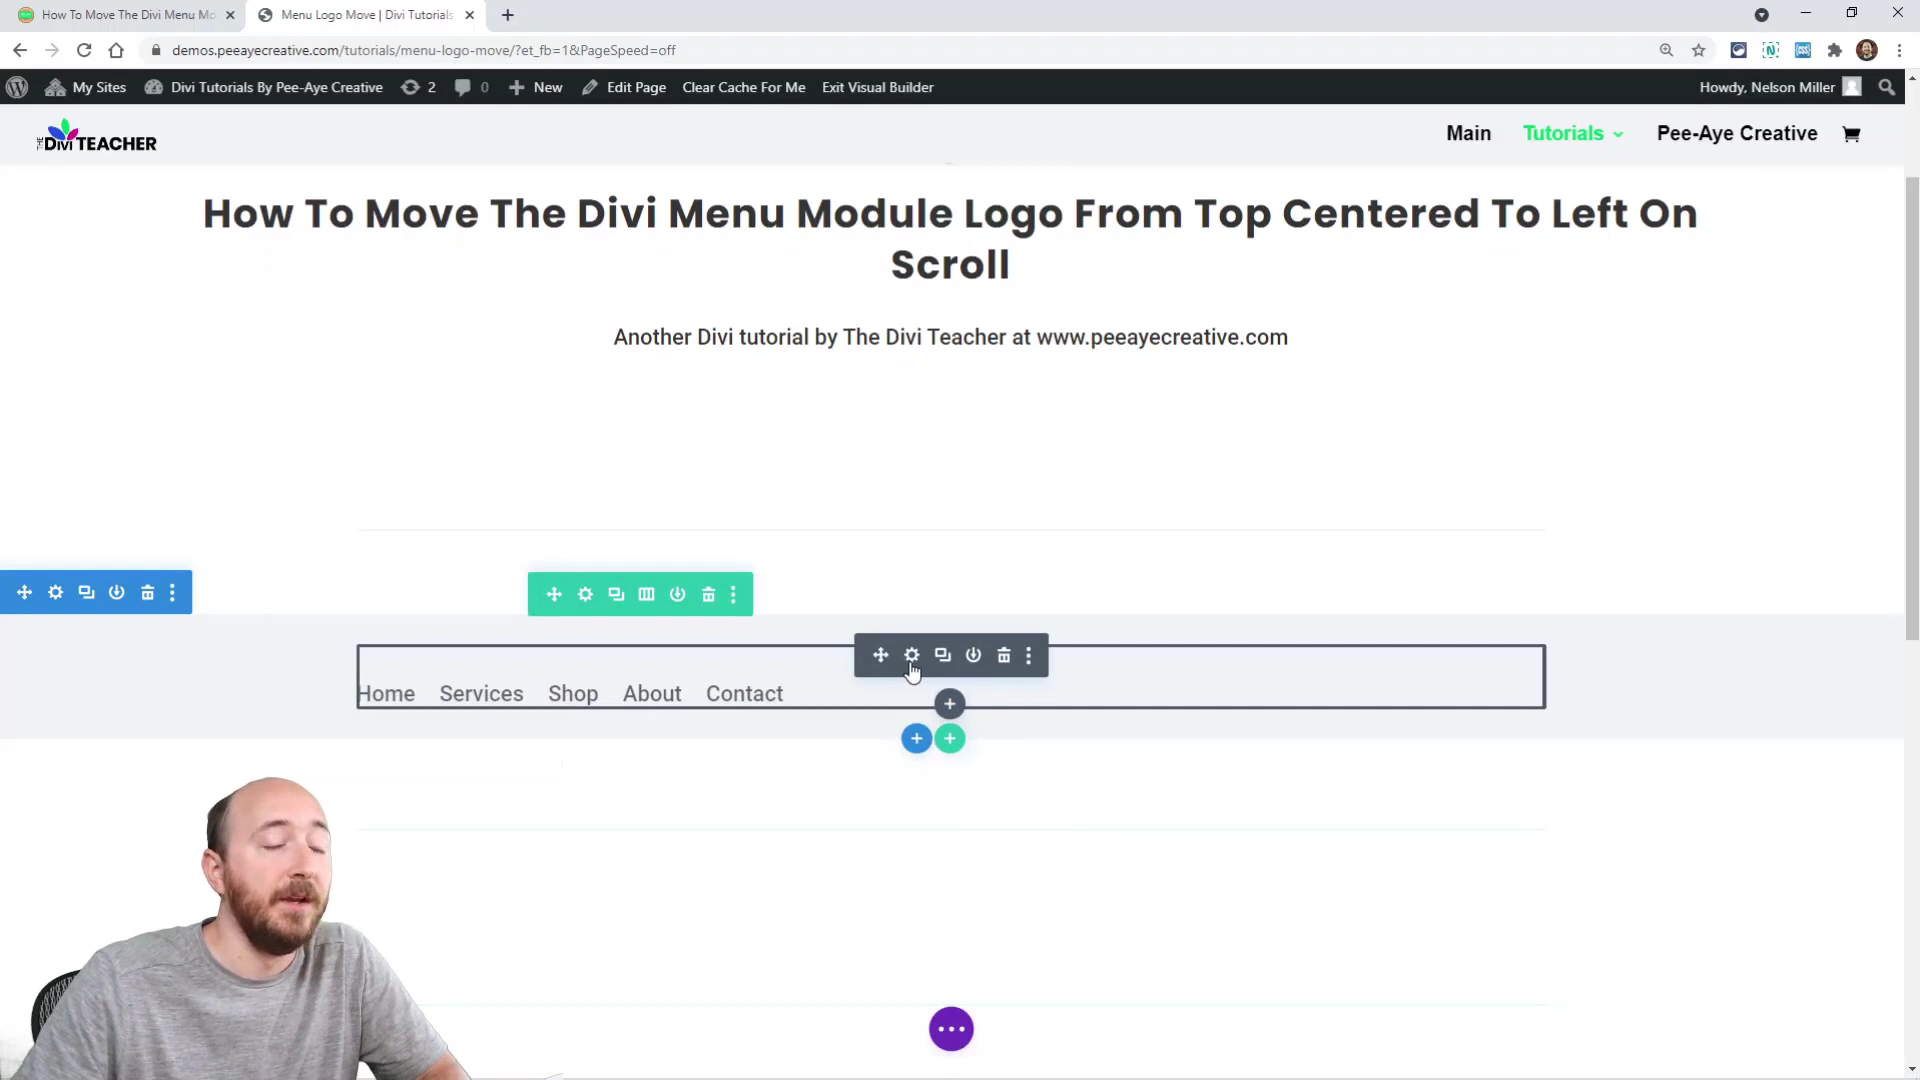 How To Move The Divi Menu Mo
Menu Logo Move | Divi Tutorials
demos.peeayecreative.com/tutorials/menu-logo-move/?et_fb=1&PageSpeed=off
My Sites
Divi Tutorials By Pee-Aye Creative
2
0
New
Edit Page
Clear Cache For Me
Exit Visual Builder
Howdy, Nelson Miller
THE DIVI TEACHER
Main
Tutorials
Pee-Aye Creative
How To Move The Divi Menu Module Logo From Top Centered To Left On
Scroll
Another Divi tutorial by The Divi Teacher at www.peeayecreative.com
Home
Services
Shop
About
Contact